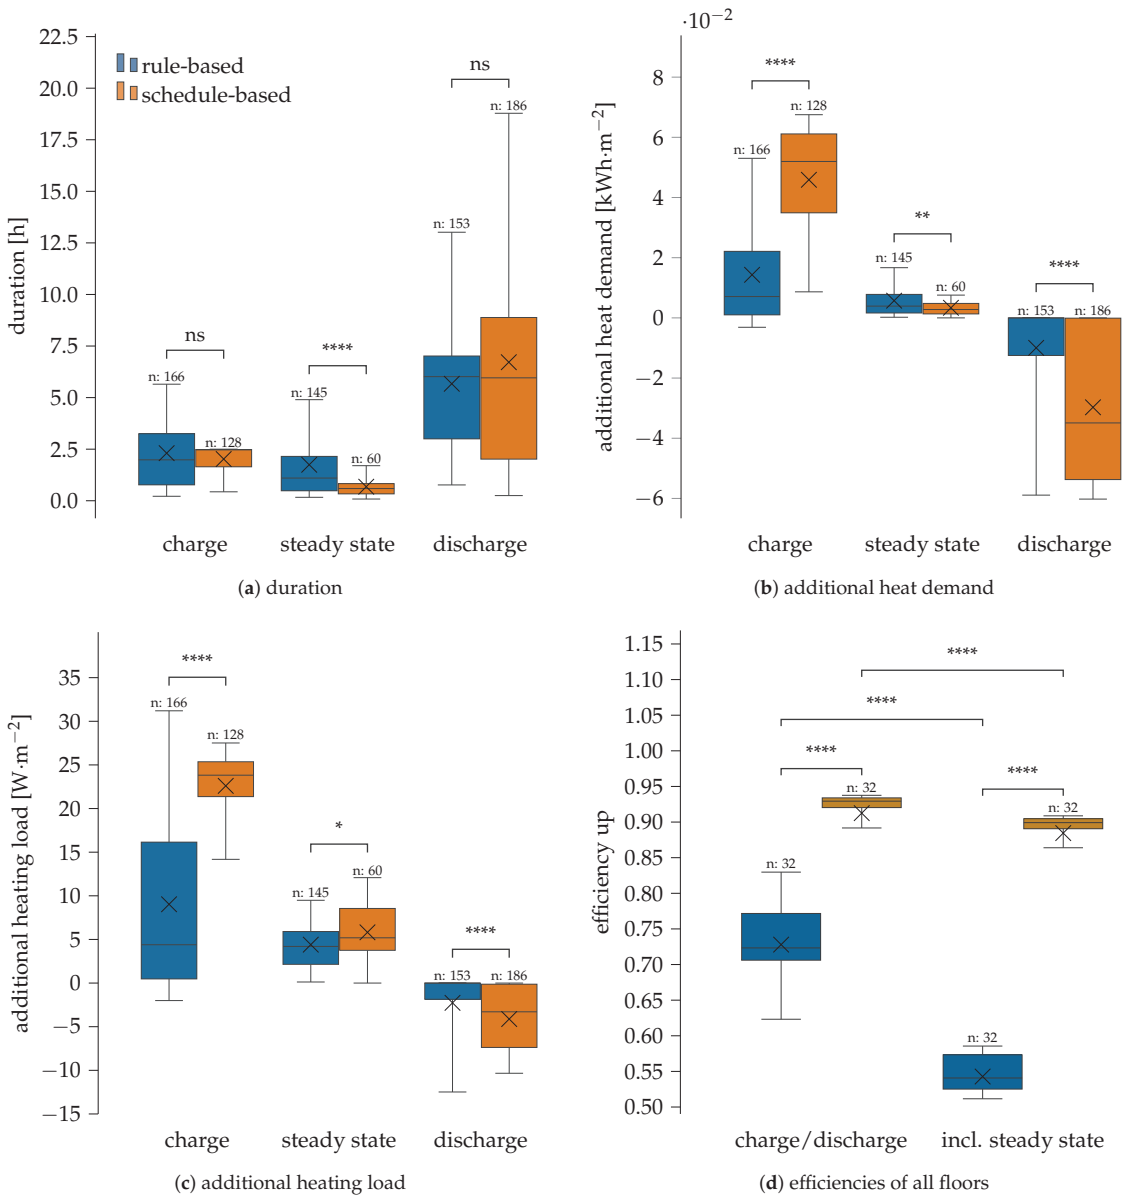 22.5
20.0
17.5
15.0
12.5
10.0
7.5
5.0
2.5
0.0
duration [h]
rule-based
schedule-based
ns
n: 166
n: 128
****
n: 145
n: 60
ns
n: 186
n: 153
charge
steady state
discharge
(a) duration
·10−2
8
6
4
2
0
−2
−4
−6
additional heat demand [kWh·m−2]
****
n: 128
n: 166
**
n: 145
n: 60
****
n: 153
n: 186
charge
steady state
discharge
(b) additional heat demand
35
30
25
20
15
10
5
0
−5
−10
−15
additional heating load [W·m−2]
****
n: 166
n: 128
*
n: 145
n: 60
****
n: 153
n: 186
charge
steady state
discharge
(c) additional heating load
1.15
1.10
1.05
1.00
0.95
0.90
0.85
0.80
0.75
0.70
0.65
0.60
0.55
0.50
efficiency up
****
****
****
****
n: 32
n: 32
n: 32
n: 32
charge/discharge
incl. steady state
(d) efficiencies of all floors